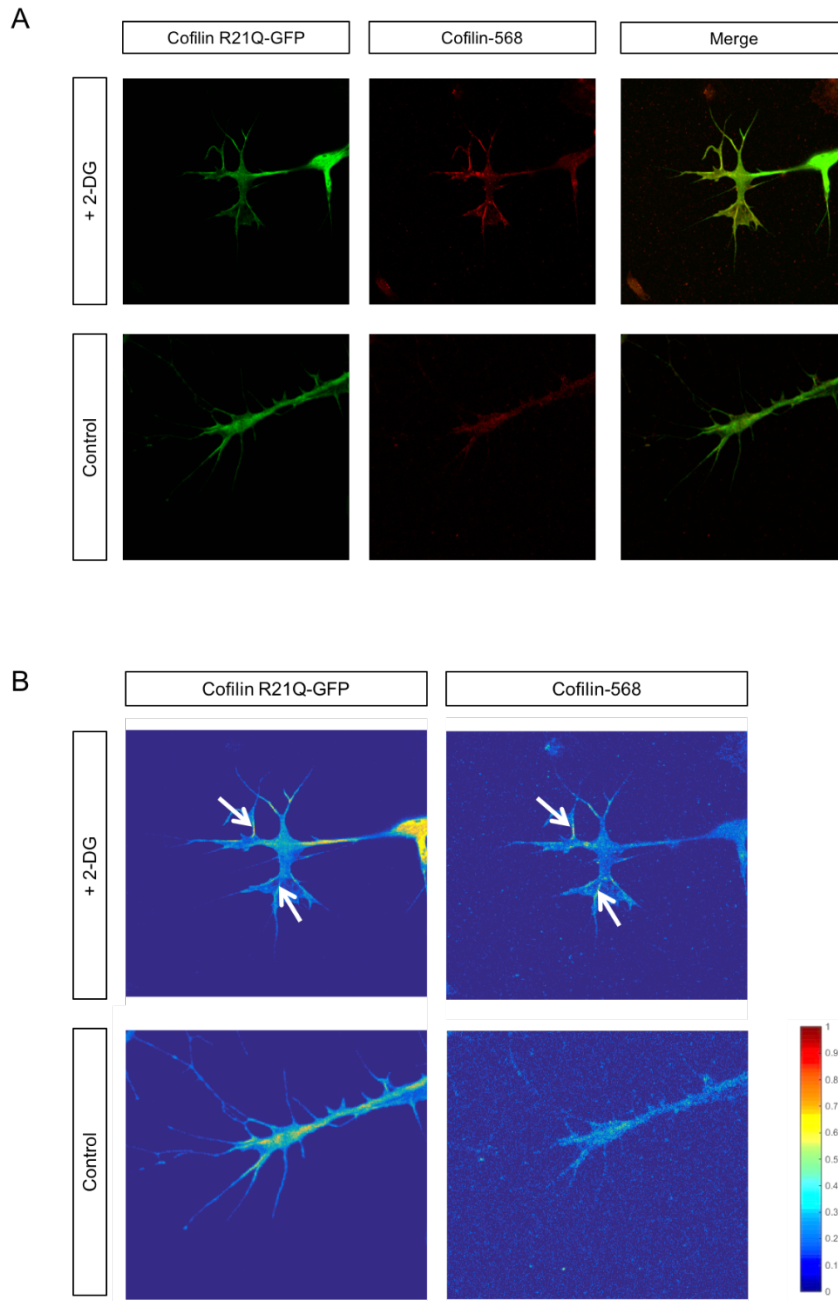 A
Cofilin R21Q-GFP
Cofilin-568
Merge
+ 2-DG
Control
B
Cofilin R21Q-GFP
Cofilin-568
+ 2-DG
Control
1
0.9
0.8
0.7
0.6
0.5
0.4
0.3
0.2
0.1
0